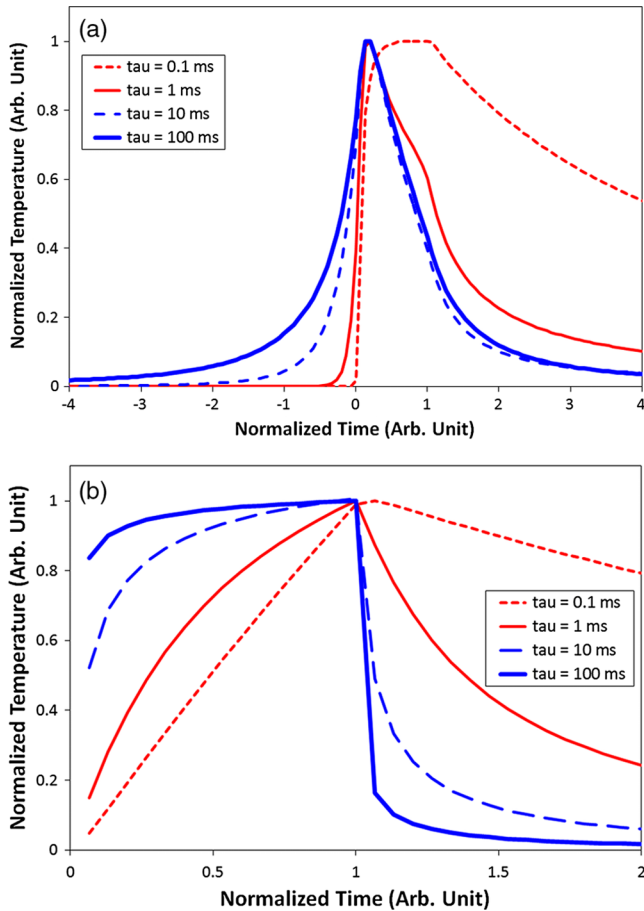 (a)
Normalized Temperature (Arb. Unit)
1
0.8
0.6
0.4
0.2
0
tau = 0.1 ms
tau = 1 ms
tau = 10 ms
tau = 100 ms
-4 -3 -2 -1 0 1 2 3 4
Normalized Time (Arb. Unit)
(b)
Normalized Temperature (Arb. Unit)
1
0.8
0.6
0.4
0.2
0
tau = 0.1 ms
tau = 1 ms
tau = 10 ms
tau = 100 ms
0 0.5 1 1.5 2
Normalized Time (Arb. Unit)